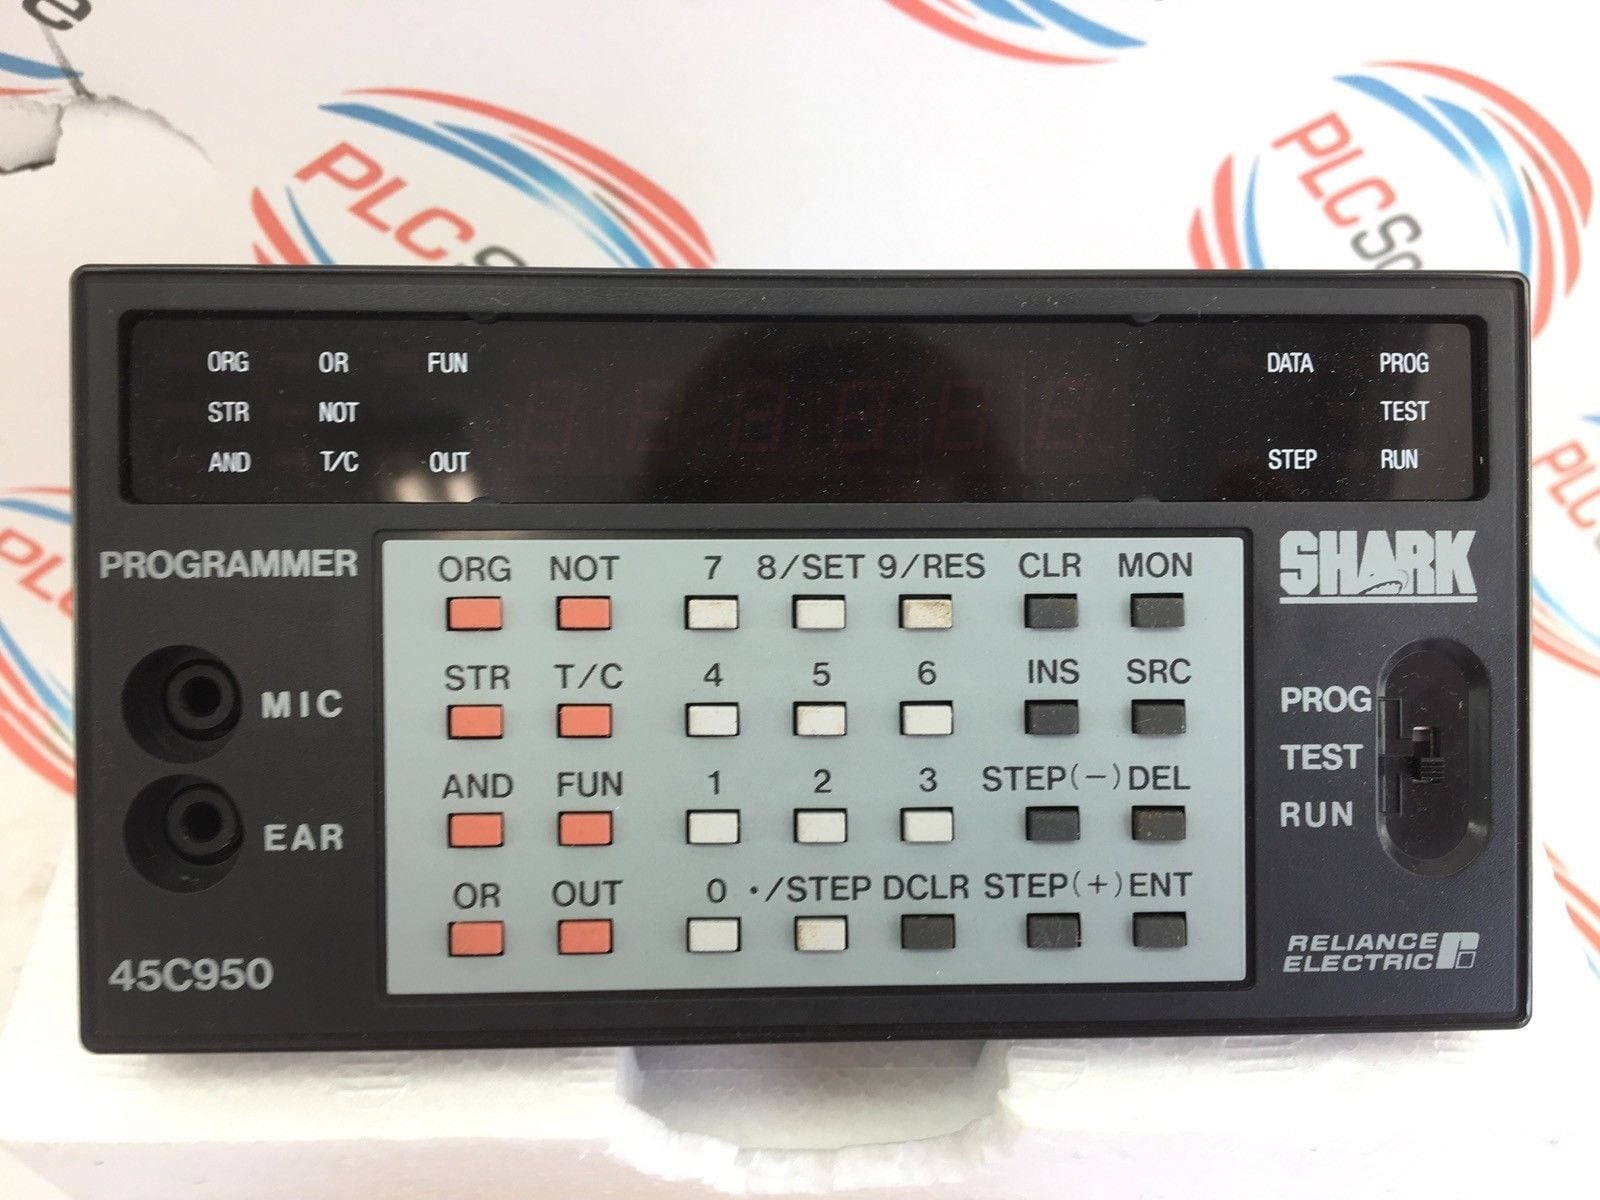 PLC
PLC
ORG OR FUN DATA PROG
STR NOT TEST
AND T/C OUT STEP RUN
PROGRAMMER
SHARK
ORG NOT 7 8/SET 9/RES CLR MON
STR T/C 4 5 6 INS SRC
AND FUN 1 2 3 STEP(-) DEL
OR OUT 0 ·/STEP DCLR STEP(+) ENT
MIC
EAR
45C950
PROG
TEST
RUN
RELIANCE
ELECTRIC